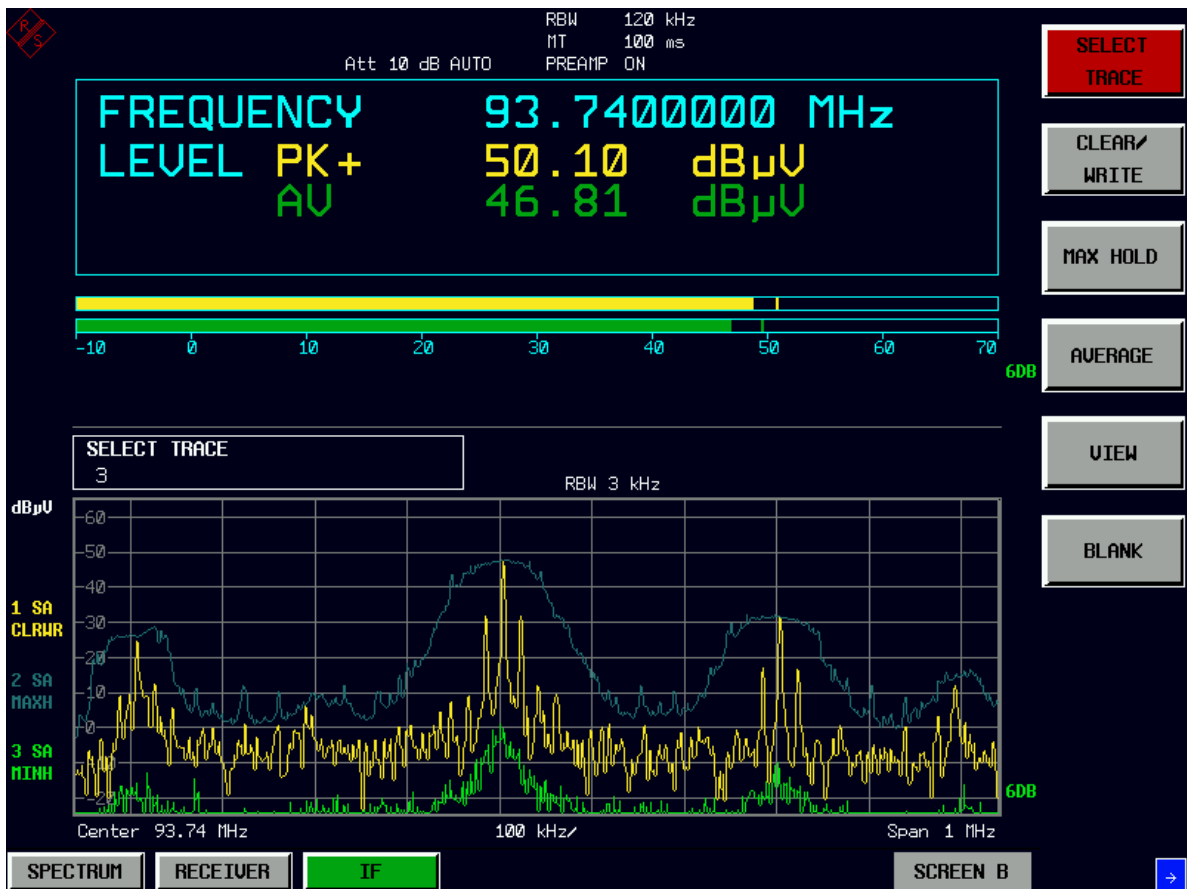 R/S
RBW 120 kHz
MT 100 ms
Att 10 dB AUTO PREAMP ON
FREQUENCY 93.7400000 MHz
LEVEL PK+ 50.10 dBµV
AV 46.81 dBµV
-10 0 10 20 30 40 50 60 70
6DB
SELECT TRACE
3
RBW 3 kHz
dBµV
60
50
40
30
20
10
0
1 SA
CLRWR
2 SA
MAXH
3 SA
MINH
6DB
Center 93.74 MHz 100 kHz/ Span 1 MHz
SELECT
TRACE
CLEAR/
WRITE
MAX HOLD
AVERAGE
VIEW
BLANK
SPECTRUM RECEIVER IF SCREEN B